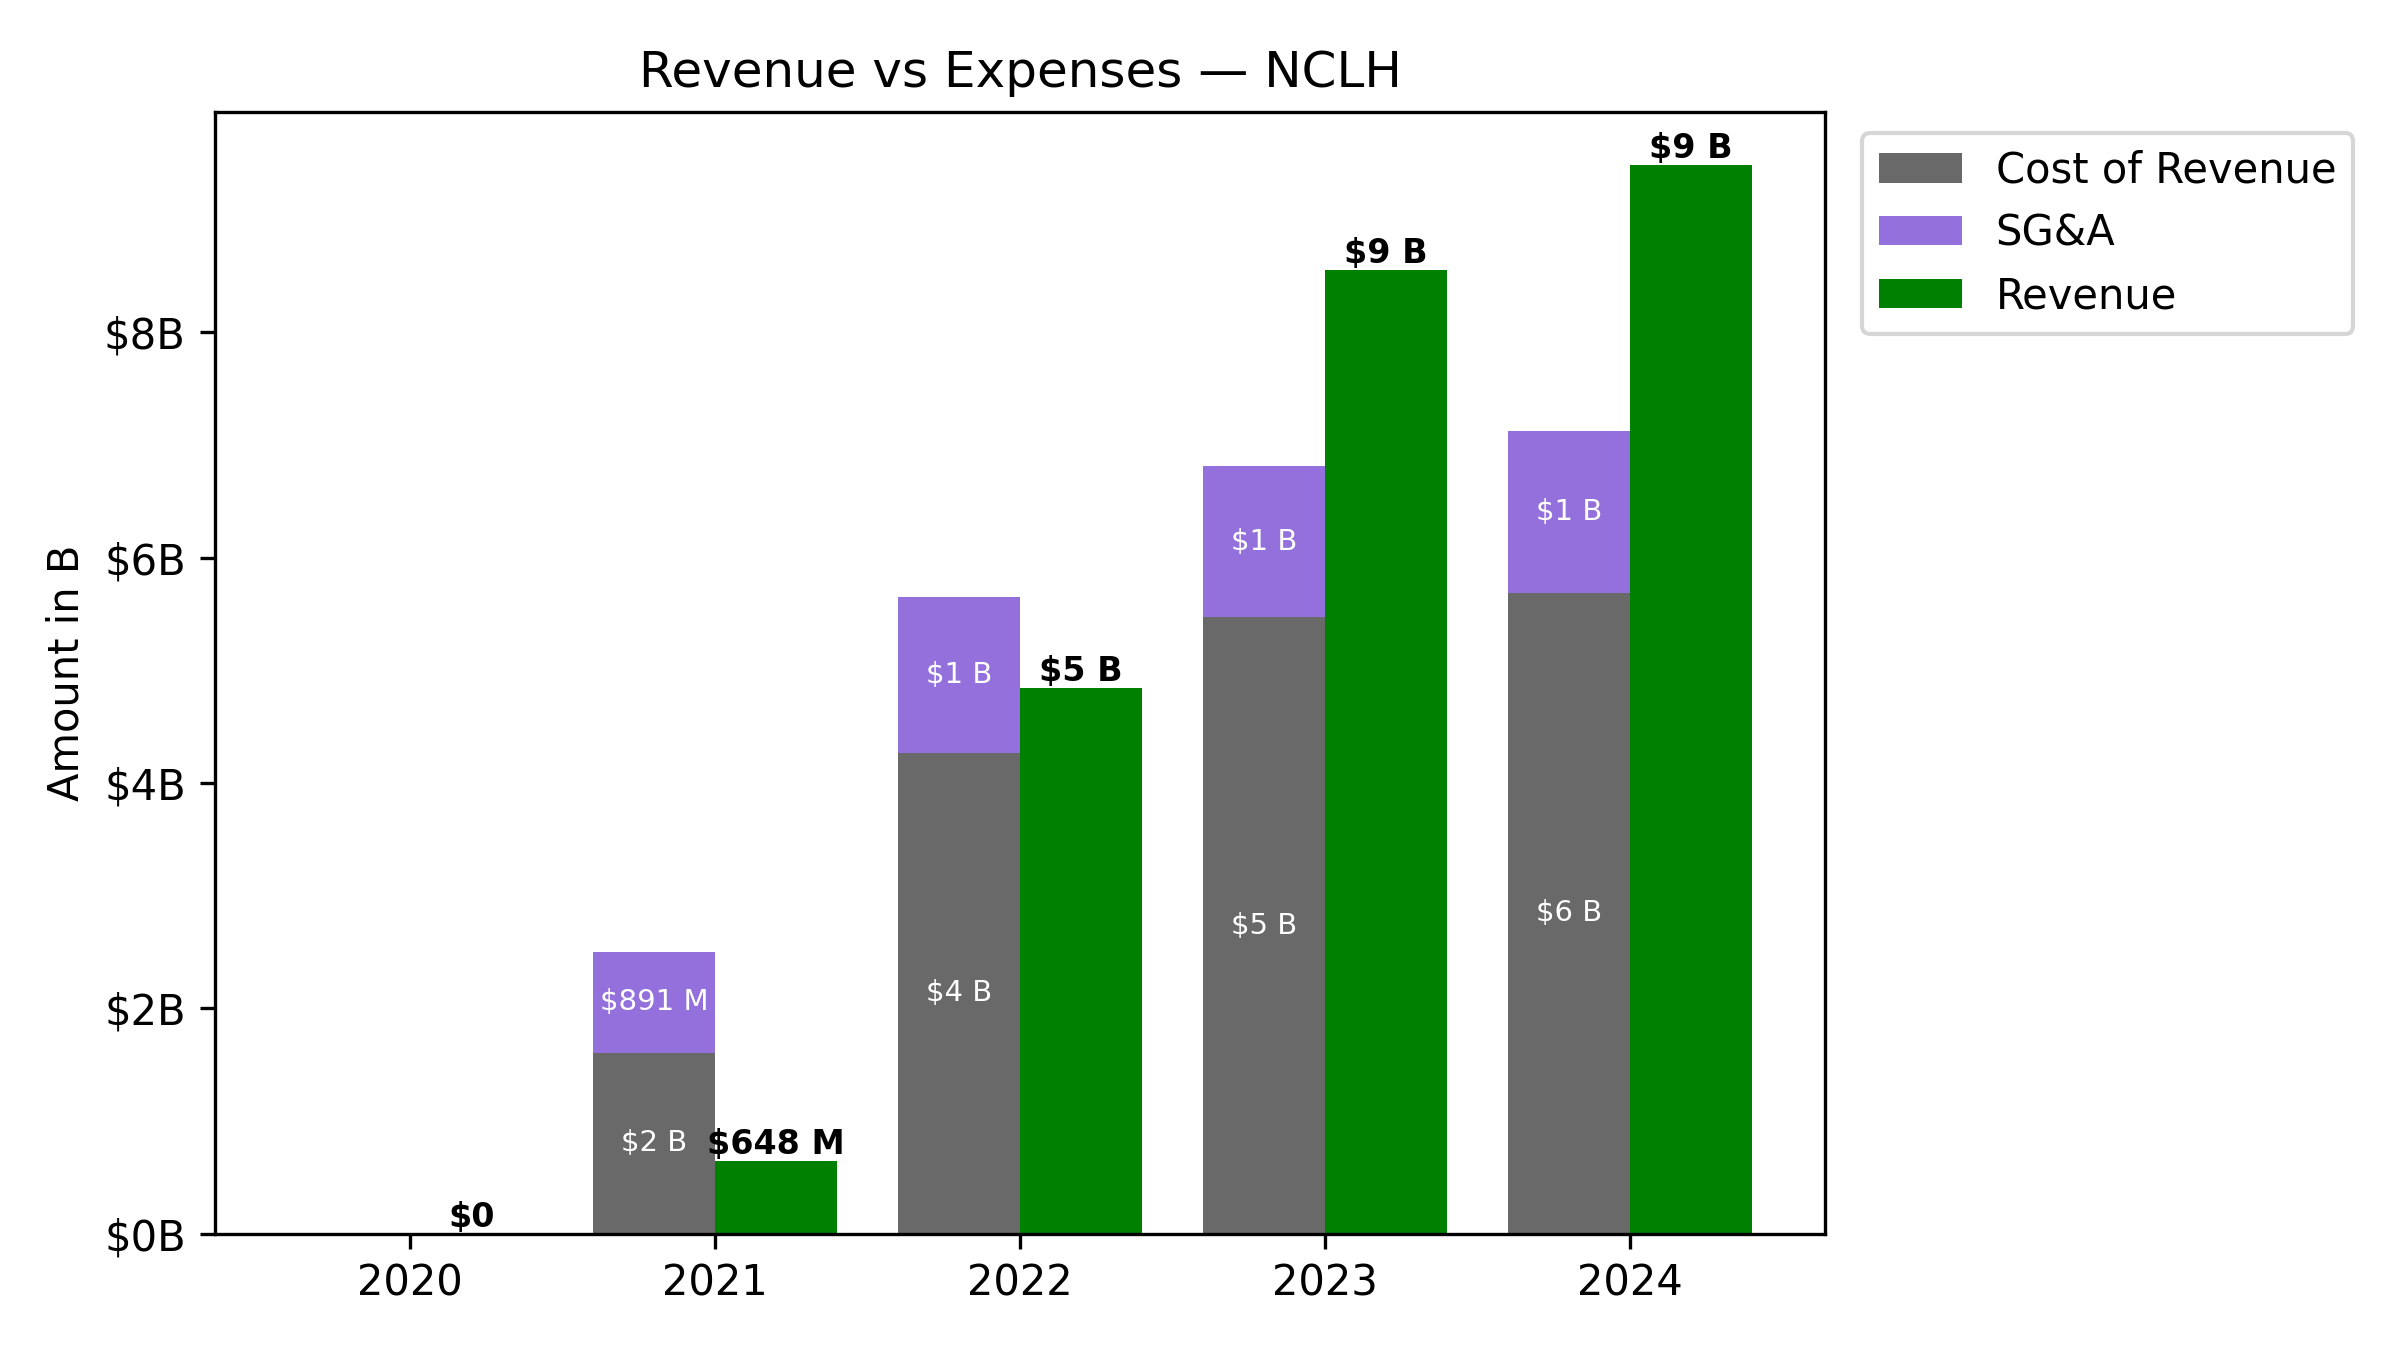 Revenue vs Expenses — NCLH
Cost of Revenue
SG&A
Revenue
Amount in B
$8B
$6B
$4B
$2B
$0B
$0
$891 M
$2 B
$648 M
$1 B
$4 B
$5 B
$1 B
$5 B
$9 B
$1 B
$6 B
$9 B
2020
2021
2022
2023
2024